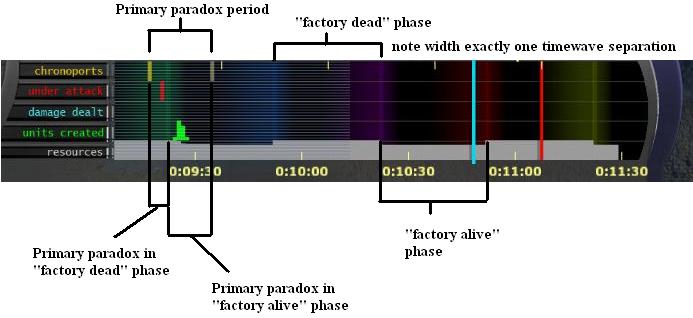 Primary paradox period
"factory dead" phase
note width exactly one timewave separation
chronoports
under attack
damage dealt
units created
resources
0:09:30
0:10:00
0:10:30
0:11:00
0:11:30
"factory alive"
phase
Primary paradox in
"factory dead" phase
Primary paradox in
"factory alive" phase